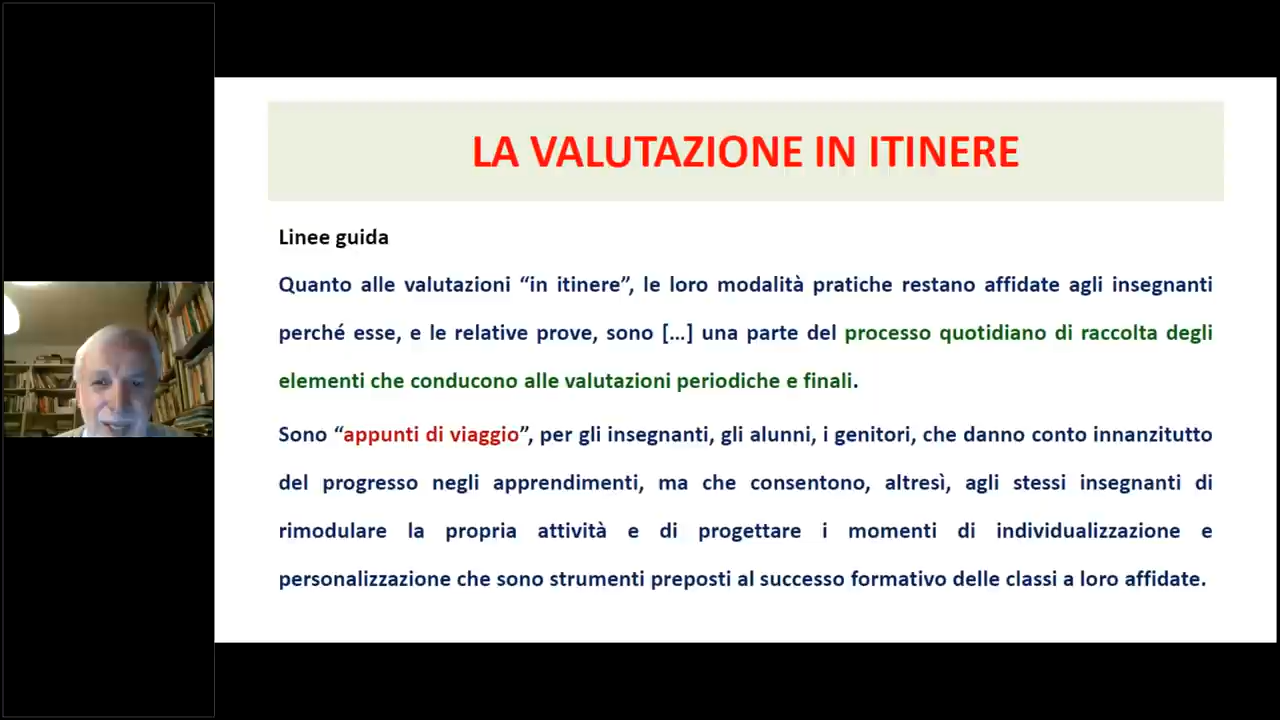 LA VALUTAZIONE IN ITINERE
Linee guida
Quanto alle valutazioni “in itinere”, le loro modalità pratiche restano affidate agli insegnanti
perché esse, e le relative prove, sono [...] una parte del processo quotidiano di raccolta degli
elementi che conducono alle valutazioni periodiche e finali.
Sono “appunti di viaggio”, per gli insegnanti, gli alunni, i genitori, che danno conto innanzitutto
del progresso negli apprendimenti, ma che consentono, altresì, agli stessi insegnanti di
rimodulare la propria attività e di progettare i momenti di individualizzazione e
personalizzazione che sono strumenti preposti al successo formativo delle classi a loro affidate.